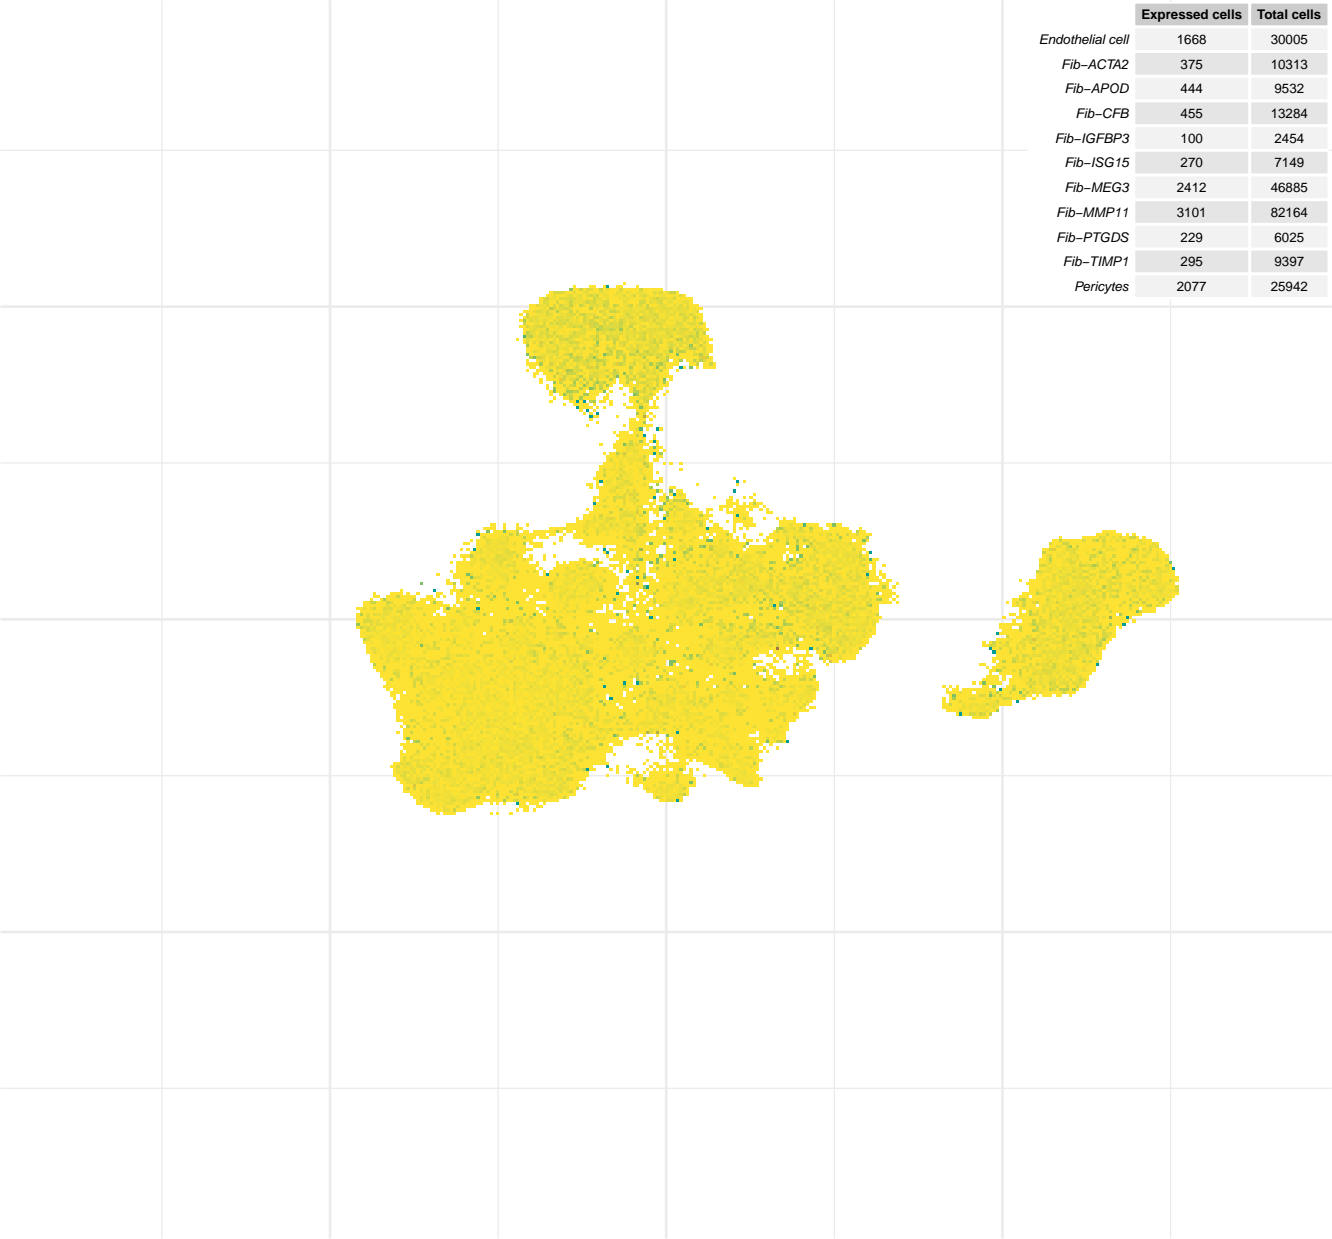 Expressed cells Total cells
Endothelial cell 1668 30005
Fib−ACTA2 375 10313
Fib−APOD 444 9532
Fib−CFB 455 13284
Fib−IGFBP3 100 2454
Fib−ISG15 270 7149
Fib−MEG3 2412 46885
Fib−MMP11 3101 82164
Fib−PTGDS 229 6025
Fib−TIMP1 295 9397
Pericytes 2077 25942